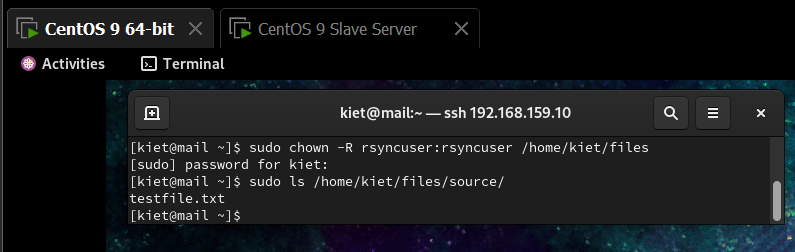 CentOS 9 64-bit
CentOS 9 Slave Server
Activities
Terminal
kiet@mail:~ — ssh 192.168.159.10
[kiet@mail ~]$ sudo chown -R rsyncuser:rsyncuser /home/kiet/files
[sudo] password for kiet:
[kiet@mail ~]$ sudo ls /home/kiet/files/source/
testfile.txt
[kiet@mail ~]$